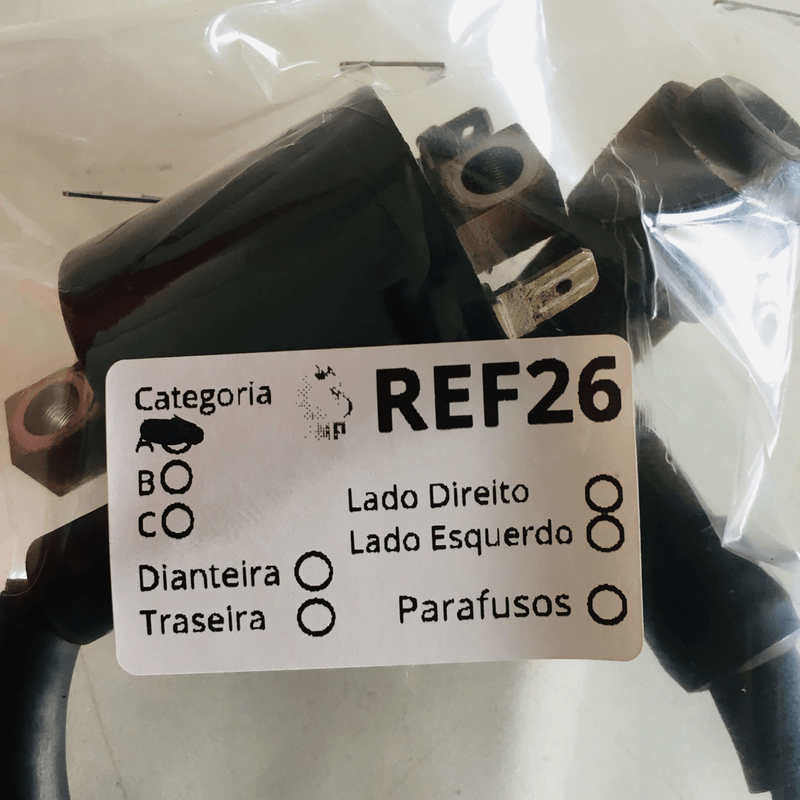 Categoria
REF26
A
B
C
Lado Direito
Lado Esquerdo
Dianteira
Traseira
Parafusos